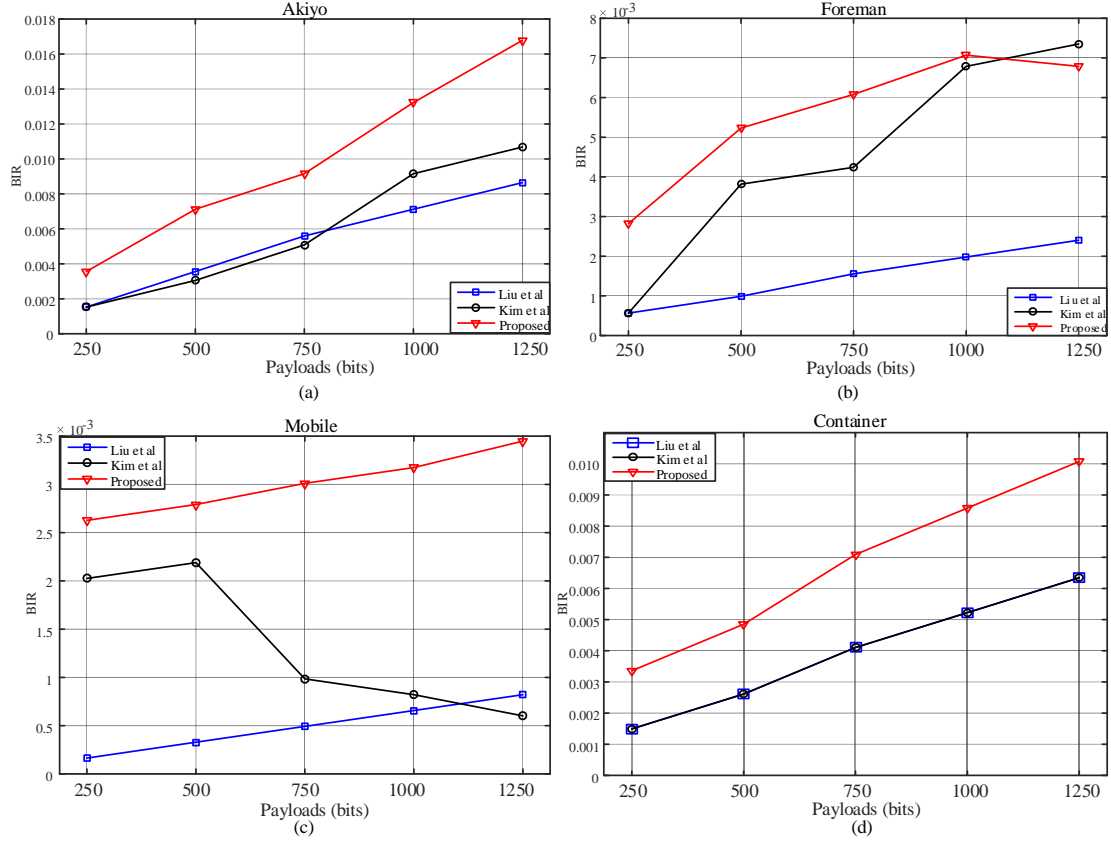 Akiyo
0.018
0.016
0.014
0.012
0.010
0.008
0.006
0.004
0.002
0
BIR
250 500 750 1000 1250
Payloads (bits)
Liu et al
Kim et al
Proposed
(a)
Foreman
× 10⁻³
8
7
6
5
4
3
2
1
0
BIR
250 500 750 1000 1250
Payloads (bits)
Liu et al
Kim et al
Proposed
(b)
Mobile
× 10⁻³
3.5
3
2.5
2
1.5
1
0.5
0
BIR
250 500 750 1000 1250
Payloads (bits)
Liu et al
Kim et al
Proposed
(c)
Container
0.010
0.009
0.008
0.007
0.006
0.005
0.004
0.003
0.002
0.001
0
BIR
250 500 750 1000 1250
Payloads (bits)
Liu et al
Kim et al
Proposed
(d)